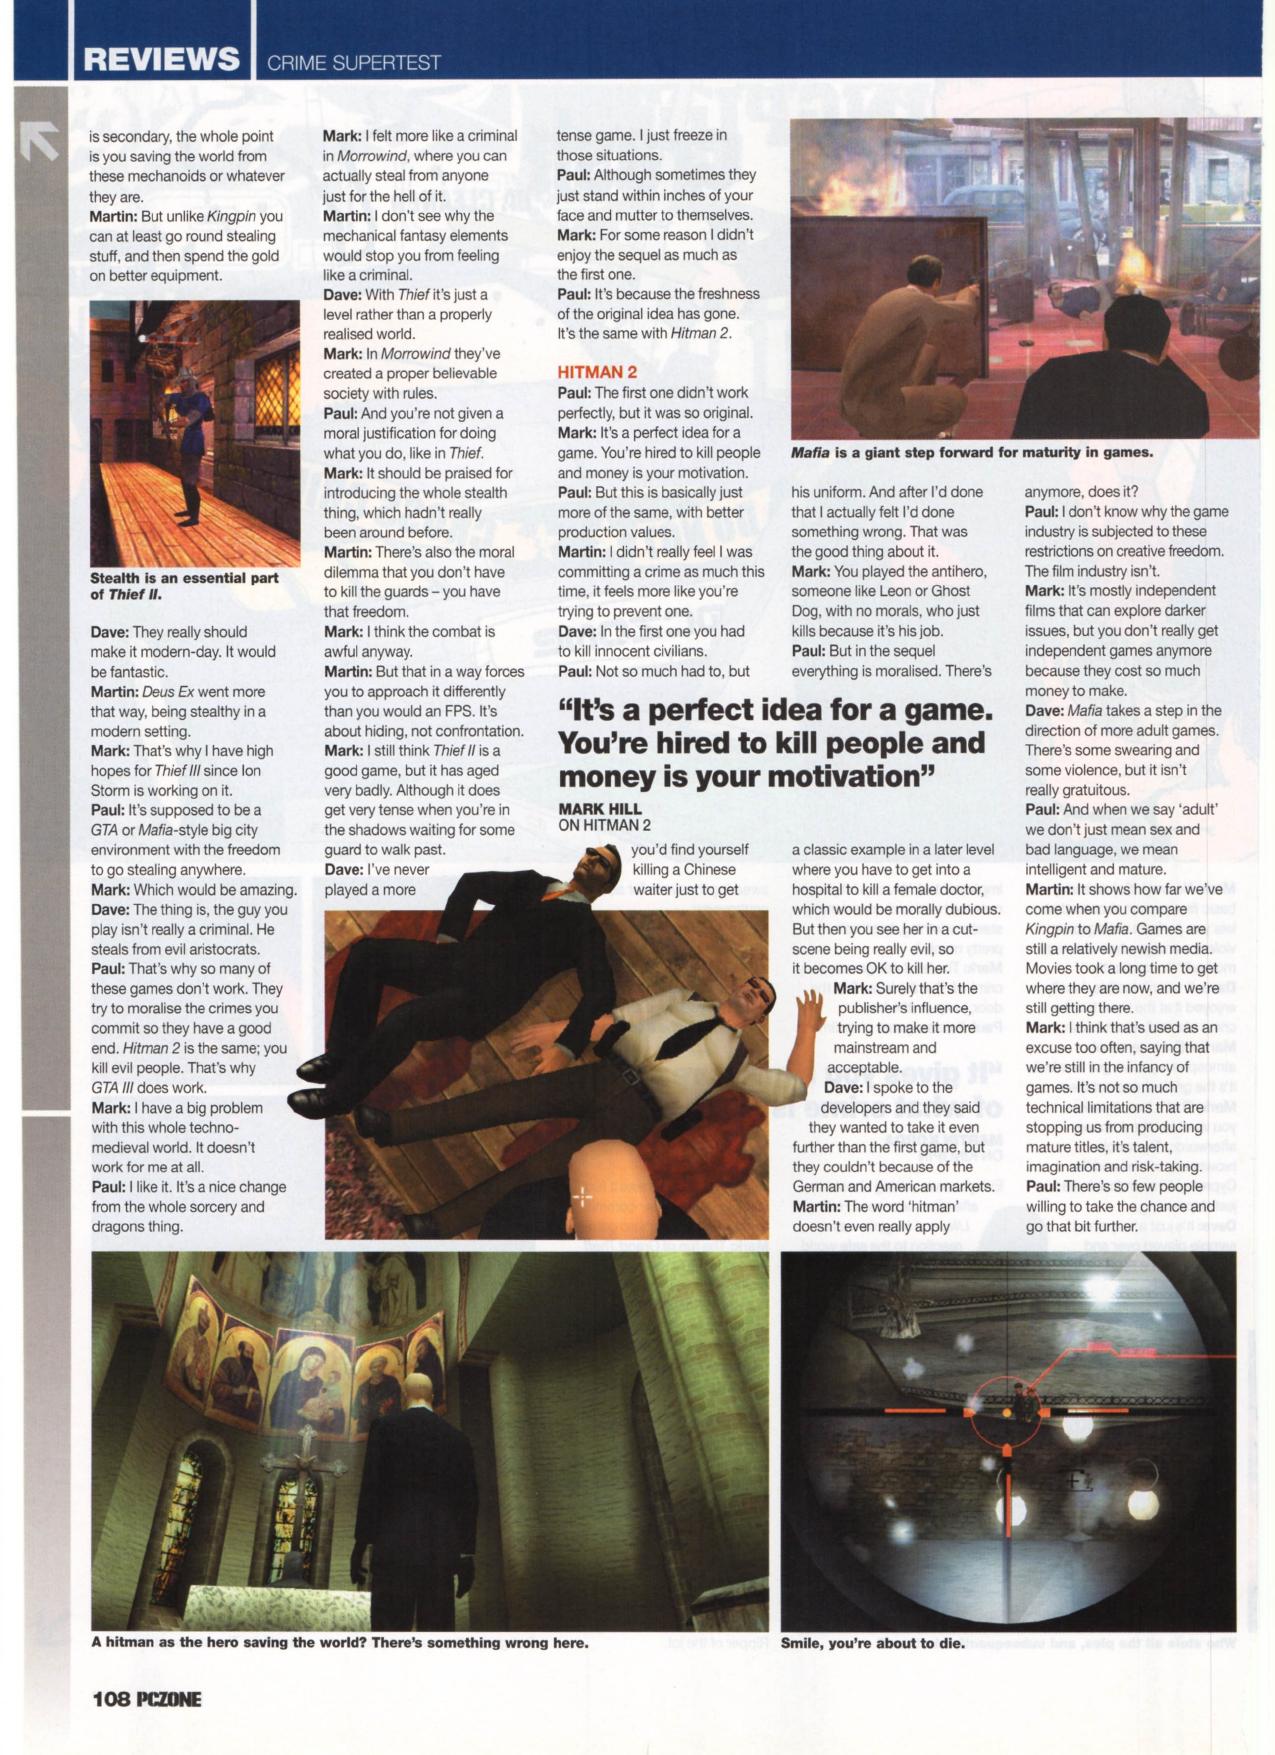 REVIEWS
CRIME SUPERTEST
is secondary, the whole point
is you saving the world from
these mechanoids or whatever
they are.
Martin: But unlike Kingpin you
can at least go round stealing
stuff, and then spend the gold
on better equipment.
Stealth is an essential part
of Thief II.
Dave: They really should
make it modern-day. It would
be fantastic.
Martin: Deus Ex went more
that way, being stealthy in a
modern setting.
Mark: That's why I have high
hopes for Thief III since Ion
Storm is working on it.
Paul: It's supposed to be a
GTA or Mafia-style big city
environment with the freedom
to go stealing anywhere.
Mark: Which would be amazing.
Dave: The thing is, the guy you
play isn't really a criminal. He
steals from evil aristocrats.
Paul: That's why so many of
these games don't work. They
try to moralise the crimes you
commit so they have a good
end. Hitman 2 is the same; you
kill evil people. That's why
GTA III does work.
Mark: I have a big problem
with this whole techno-
medieval world. It doesn't
work for me at all.
Paul: I like it. It's a nice change
from the whole sorcery and
dragons thing.
Mark: I felt more like a criminal
in Morrowind, where you can
actually steal from anyone
just for the hell of it.
Martin: I don't see why the
mechanical fantasy elements
would stop you from feeling
like a criminal.
Dave: With Thief it's just a
level rather than a properly
realised world.
Mark: In Morrowind they've
created a proper believable
society with rules.
Paul: And you're not given a
moral justification for doing
what you do, like in Thief.
Mark: It should be praised for
introducing the whole stealth
thing, which hadn't really
been around before.
Martin: There's also the moral
dilemma that you don't have
to kill the guards – you have
that freedom.
Mark: I think the combat is
awful anyway.
Martin: But that in a way forces
you to approach it differently
than you would an FPS. It's
about hiding, not confrontation.
Mark: I still think Thief II is a
good game, but it has aged
very badly. Although it does
get very tense when you're in
the shadows waiting for some
guard to walk past.
Dave: I've never
played a more
tense game. I just freeze in
those situations.
Paul: Although sometimes they
just stand within inches of your
face and mutter to themselves.
Mark: For some reason I didn't
enjoy the sequel as much as
the first one.
Paul: It's because the freshness
of the original idea has gone.
It's the same with Hitman 2.
HITMAN 2
Paul: The first one didn't work
perfectly, but it was so original.
Mark: It's a perfect idea for a
game. You're hired to kill people
and money is your motivation.
Paul: But this is basically just
more of the same, with better
production values.
Martin: I didn't really feel I was
committing a crime as much this
time, it feels more like you're
trying to prevent one.
Dave: In the first one you had
to kill innocent civilians.
Paul: Not so much had to, but
"It's a perfect idea for a game.
You're hired to kill people and
money is your motivation"
MARK HILL
ON HITMAN 2
you'd find yourself
killing a Chinese
waiter just to get
Mafia is a giant step forward for maturity in games.
his uniform. And after I'd done
that I actually felt I'd done
something wrong. That was
the good thing about it.
Mark: You played the antihero,
someone like Leon or Ghost
Dog, with no morals, who just
kills because it's his job.
Paul: But in the sequel
everything is moralised. There's
a classic example in a later level
where you have to get into a
hospital to kill a female doctor,
which would be morally dubious.
But then you see her in a cut-
scene being really evil, so
it becomes OK to kill her.
Mark: Surely that's the
publisher's influence,
trying to make it more
mainstream and
acceptable.
Dave: I spoke to the
developers and they said
they wanted to take it even
further than the first game, but
they couldn't because of the
German and American markets.
Martin: The word 'hitman'
doesn't even really apply
anymore, does it?
Paul: I don't know why the game
industry is subjected to these
restrictions on creative freedom.
The film industry isn't.
Mark: It's mostly independent
films that can explore darker
issues, but you don't really get
independent games anymore
because they cost so much
money to make.
Dave: Mafia takes a step in the
direction of more adult games.
There's some swearing and
some violence, but it isn't
really gratuitous.
Paul: And when we say 'adult'
we don't just mean sex and
bad language, we mean
intelligent and mature.
Martin: It shows how far we've
come when you compare
Kingpin to Mafia. Games are
still a relatively newish media.
Movies took a long time to get
where they are now, and we're
still getting there.
Mark: I think that's used as an
excuse too often, saying that
we're still in the infancy of
games. It's not so much
technical limitations that are
stopping us from producing
mature titles, it's talent,
imagination and risk-taking.
Paul: There's so few people
willing to take the chance and
go that bit further.
A hitman as the hero saving the world? There's something wrong here.
Smile, you're about to die.
108 PCZONE